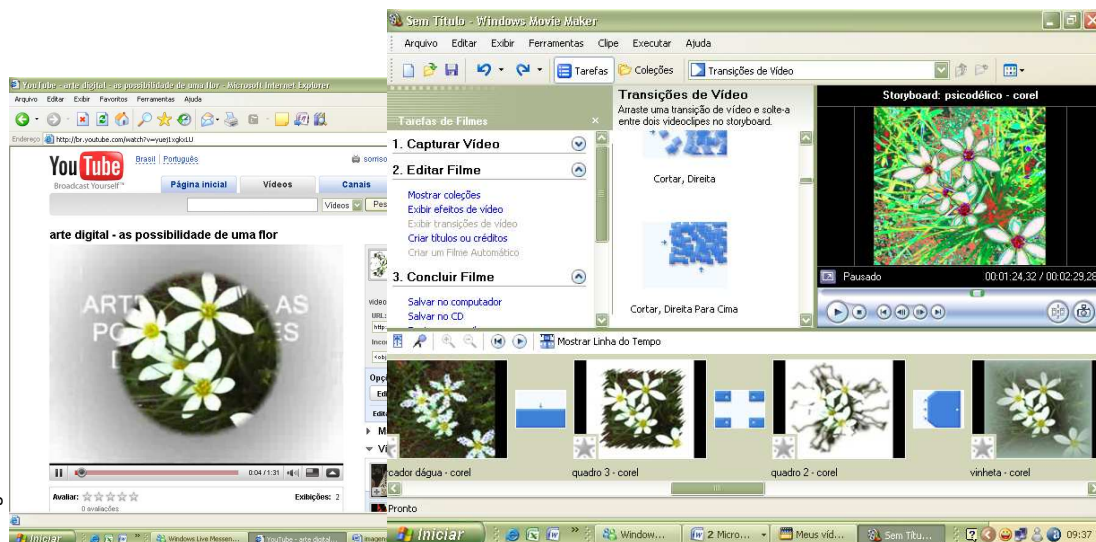 YouTube - arte digital - as possibilidade de uma flor - Microsoft Internet Explorer
Arquivo Editar Exibir Favoritos Ferramentas Ajuda
Endereço
You Tube
Broadcast Yourself™
Brasil Português
Página inicial Vídeos Canais
Vídeos
arte digital - as possibilidade de uma flor
0:04 / 1:31
Avaliar:
0 avaliações
Exibições: 2
URL:
Iniciar
Windows Live Messen...
YouTube - arte digital...
Sem Título - Windows Movie Maker
Arquivo Editar Exibir Ferramentas Clipe Executar Ajuda
Tarefas Coleções Transições de Vídeo
Tarefas de Filmes
1. Capturar Vídeo
2. Editar Filme
Mostrar coleções
Exibir efeitos de vídeo
Exibir transições de vídeo
Criar títulos ou créditos
Criar um Filme Automático
3. Concluir Filme
Salvar no computador
Salvar no CD
Transições de Vídeo
Arraste uma transição de vídeo e solte-a
entre dois videoclipes no storyboard.
Cortar, Direita
Cortar, Direita Para Cima
Storyboard: psicodélico - corel
Pausado 00:01:24,32 / 00:02:29,28
Mostrar Linha do Tempo
cador dágua - corel
quadro 3 - corel
quadro 2 - corel
vinheta - corel
Pronto
Iniciar
Window...
2 Micro...
Meus víd...
Sem Títu...
09:37